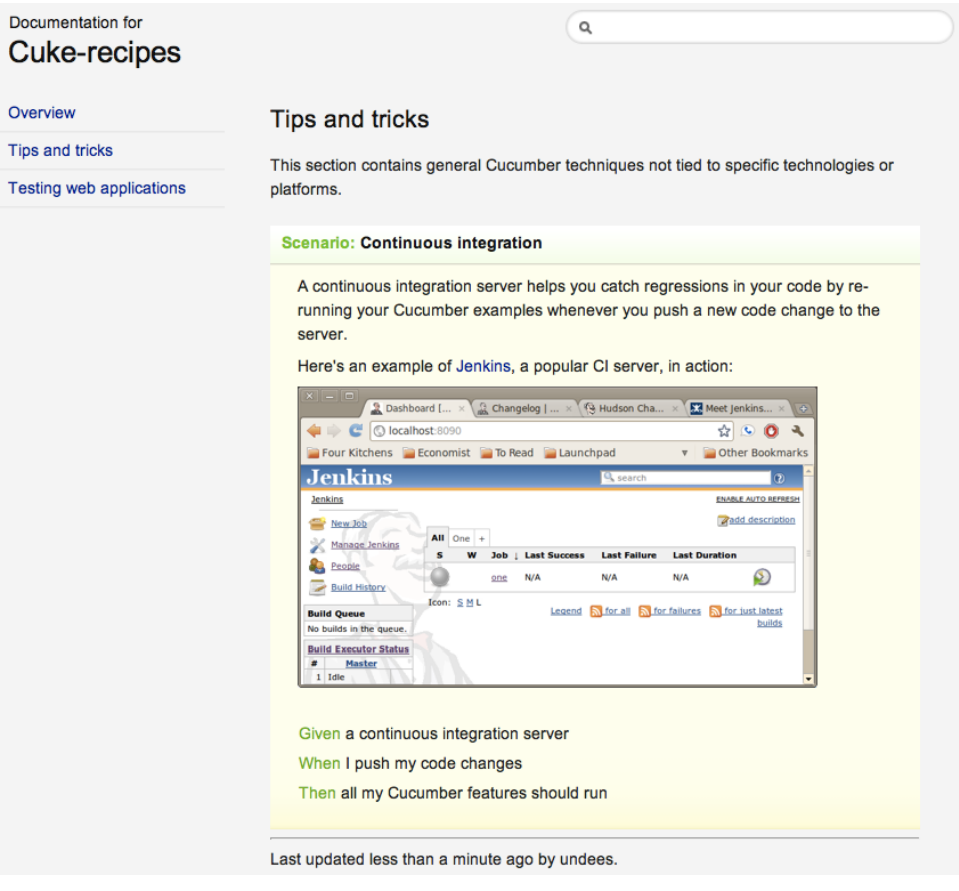 Documentation for
Cuke-recipes
Overview
Tips and tricks
Testing web applications
Tips and tricks
This section contains general Cucumber techniques not tied to specific technologies or
platforms.
Scenario: Continuous integration
A continuous integration server helps you catch regressions in your code by re-
running your Cucumber examples whenever you push a new code change to the
server.
Here's an example of Jenkins, a popular CI server, in action:
Dashboard [... Changelog | ... Hudson Cha... Meet Jenkins...
localhost:8090
Four Kitchens Economist To Read Launchpad Other Bookmarks
Jenkins search
Jenkins ENABLE AUTO REFRESH
add description
New Job
Manage Jenkins
People
Build History
All One +
S W Job ↓ Last Success Last Failure Last Duration
one N/A N/A N/A
Icon: S M L
Legend for all for failures for just latest
builds
Build Queue
No builds in the queue.
Build Executor Status
# Master
1 Idle
Given a continuous integration server
When I push my code changes
Then all my Cucumber features should run
Last updated less than a minute ago by undees.